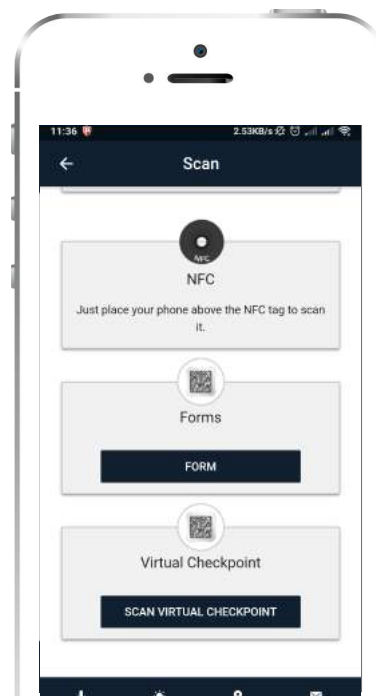 11:36 2.53KB/s
Scan
NFC
NFC
Just place your phone above the NFC tag to scan
it.
Forms
FORM
Virtual Checkpoint
SCAN VIRTUAL CHECKPOINT